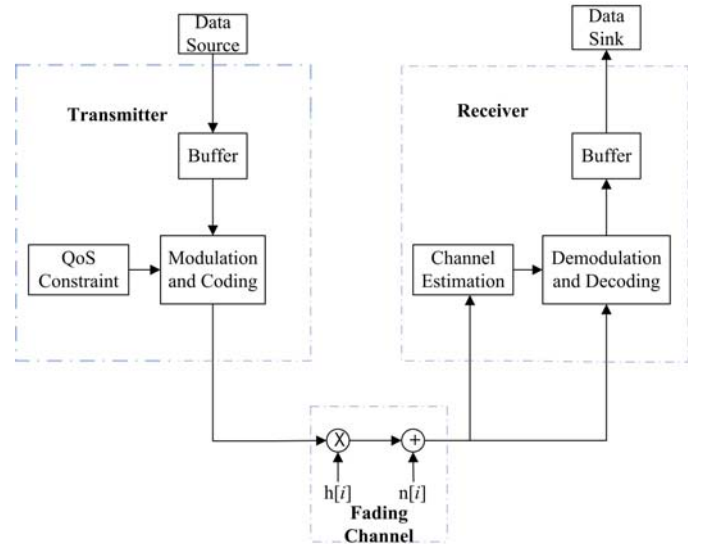 Data
Source
Data
Sink
Transmitter
Receiver
Buffer
Buffer
QoS
Constraint
Modulation
and Coding
Channel
Estimation
Demodulation
and Decoding
X
+
h[i]
n[i]
Fading
Channel